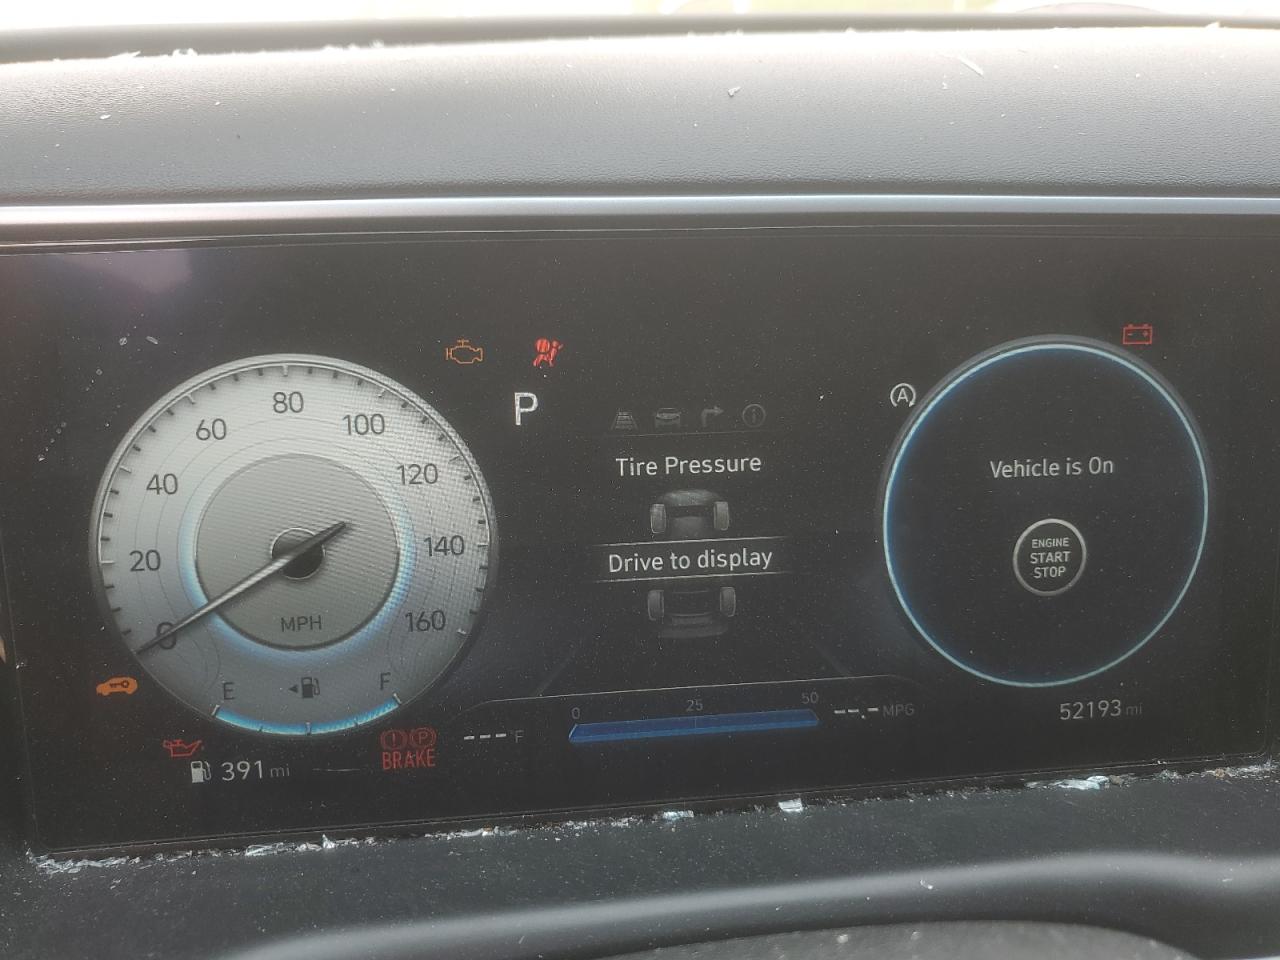 80
60
100
40
120
20
140
0
160
MPH
E
F
391 mi
BRAKE
P
A
Tire Pressure
Drive to display
0
25
50
---°F
--.- MPG
Vehicle is On
ENGINE
START
STOP
52193 mi